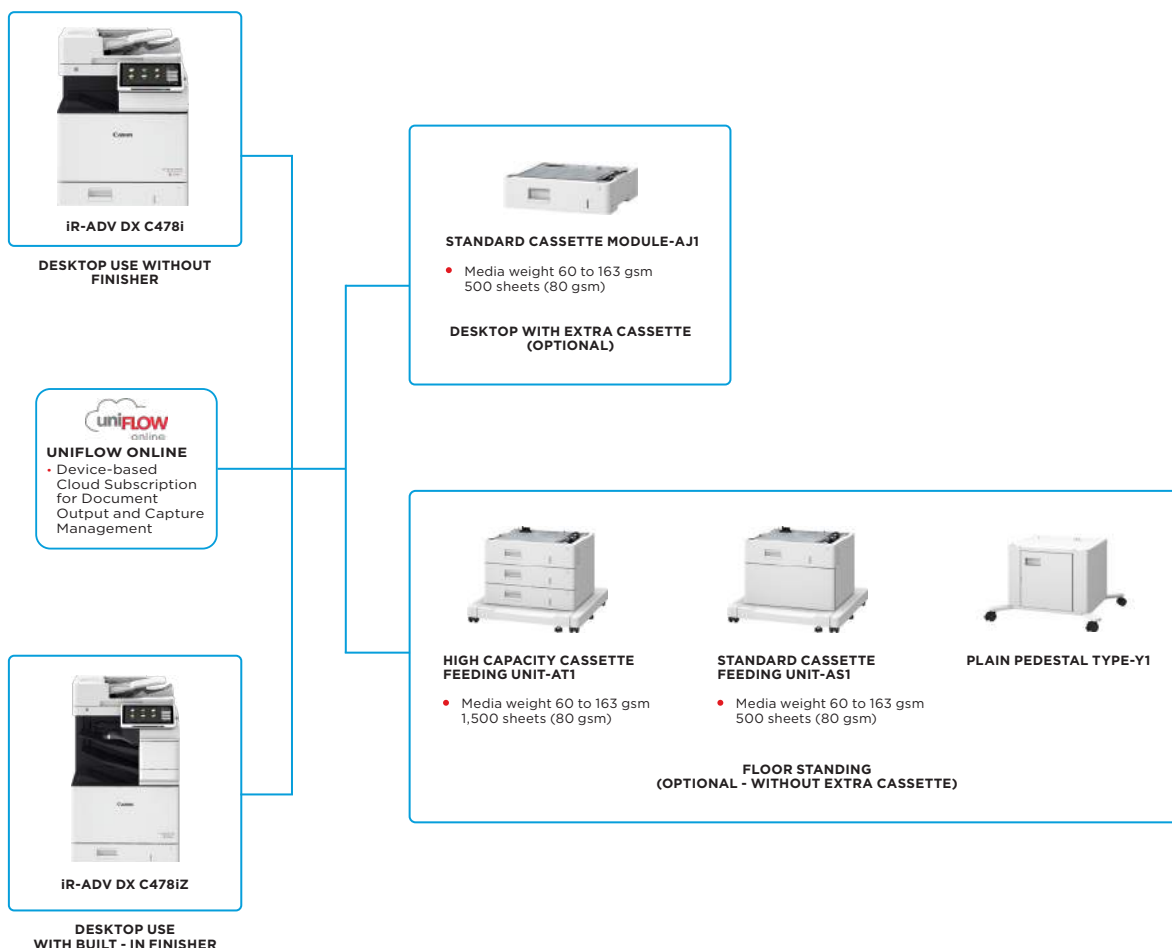 Canon
iR-ADV DX C478i
DESKTOP USE WITHOUT
FINISHER
uniFLOW
online
UNIFLOW ONLINE
• Device-based
Cloud Subscription
for Document
Output and Capture
Management
Canon
iR-ADV DX C478iZ
DESKTOP USE
WITH BUILT - IN FINISHER
STANDARD CASSETTE MODULE-AJ1
• Media weight 60 to 163 gsm
500 sheets (80 gsm)
DESKTOP WITH EXTRA CASSETTE
(OPTIONAL)
HIGH CAPACITY CASSETTE
FEEDING UNIT-AT1
• Media weight 60 to 163 gsm
1,500 sheets (80 gsm)
STANDARD CASSETTE
FEEDING UNIT-AS1
• Media weight 60 to 163 gsm
500 sheets (80 gsm)
PLAIN PEDESTAL TYPE-Y1
FLOOR STANDING
(OPTIONAL - WITHOUT EXTRA CASSETTE)